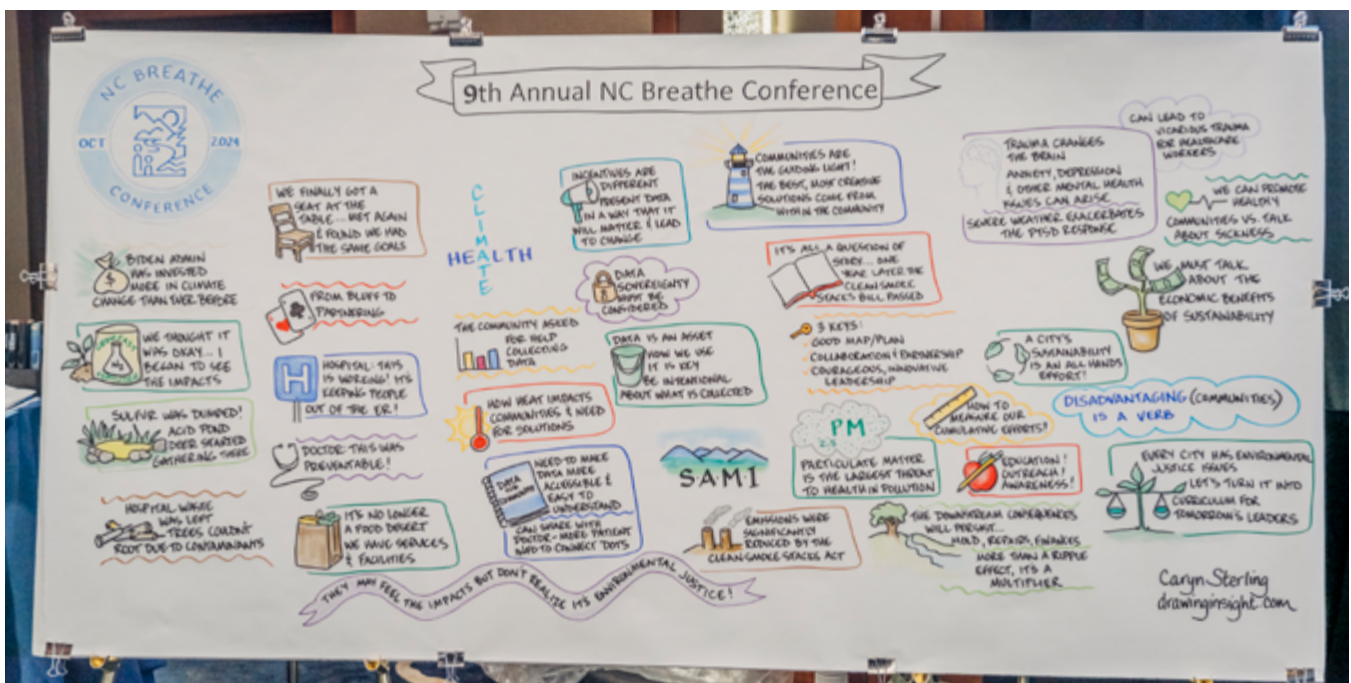 9th Annual NC Breathe Conference
NC BREATHE
OCT 2024
CONFERENCE
BIDEN ADMIN
HAS INVESTED
MORE IN CLIMATE
CHANGE THAN EVER BEFORE
WE THOUGHT IT
WAS OKAY... I
BEGAN TO SEE
THE IMPACTS
SULFUR WAS DUMPED!
ACID POND
DEER STARTED
GATHERING THERE
HOSPITAL WASTE
WAS LEFT
TREES COULDN'T
ROOT DUE TO CONTAMINANTS
WE FINALLY GOT A
SEAT AT THE
TABLE... MET AGAIN
& FOUND WE HAD
THE SAME GOALS
FROM BLUFF TO
PARTNERING
H
HOSPITAL: THIS
IS WORKING! IT'S
KEEPING PEOPLE
OUT OF THE ER!
DOCTOR: THIS WAS
PREVENTABLE!
IT'S NO LONGER
A FOOD DESERT
WE HAVE SERVICES
& FACILITIES
CLIMATE
HEALTH
THE COMMUNITY ASKED
FOR HELP
COLLECTING
DATA
HOW HEAT IMPACTS
COMMUNITIES & NEED
FOR SOLUTIONS
DATA
COMMUNITY
NEED TO MAKE
DATA MORE
ACCESSIBLE &
EASY TO
UNDERSTAND
CAN SHARE WITH
DOCTOR - MORE PATIENT
INFO TO CONNECT DOTS
THEY MAY FEEL THE IMPACTS BUT DON'T REALIZE IT'S ENVIRONMENTAL JUSTICE!
INCENTIVES ARE
DIFFERENT
PRESENT DATA
IN A WAY THAT IT
WILL MATTER & LEAD
TO CHANGE
DATA
SOVEREIGNTY
MUST BE
CONSIDERED
DATA IS AN ASSET
HOW WE USE
IT IS KEY
BE INTENTIONAL
ABOUT WHAT IS COLLECTED
SAMI
EMISSIONS WERE
SIGNIFICANTLY
REDUCED BY THE
CLEAN SMOKE STACKS ACT
COMMUNITIES ARE
THE GUIDING LIGHT!
THE BEST, MOST CREATIVE
SOLUTIONS COME FROM
WITHIN THE COMMUNITY
IT'S ALL A QUESTION OF
STORY... ONE
YEAR LATER THE
CLEAN SMOKE
STACKS BILL PASSED
3 KEYS:
GOOD MAP/PLAN
COLLABORATION & PARTNERSHIP
COURAGEOUS, INNOVATIVE
LEADERSHIP
PM
2.5
PARTICULATE MATTER
IS THE LARGEST THREAT
TO HEALTH IN POLLUTION
HOW TO
MEASURE OUR
CUMULATIVE EFFORTS?
EDUCATION!
OUTREACH!
AWARENESS!
THE DOWNSTREAM CONSEQUENCES
WILL PERSIST...
MOLD, REPAIRS, FINANCES
MORE THAN A RIPPLE
EFFECT, IT'S A
MULTIPLIER
TRAUMA CHANGES
THE BRAIN
ANXIETY, DEPRESSION
& OTHER MENTAL HEALTH
ISSUES CAN ARISE
SEVERE WEATHER EXACERBATES
THE PTSD RESPONSE
CAN LEAD TO
VICARIOUS TRAUMA
FOR HEALTHCARE
WORKERS
WE CAN PROMOTE
HEALTHY
COMMUNITIES VS. TALK
ABOUT SICKNESS
WE MUST TALK
ABOUT THE
ECONOMIC BENEFITS
OF SUSTAINABILITY
A CITY'S
SUSTAINABILITY
IS AN ALL HANDS
EFFORT!
DISADVANTAGING (COMMUNITIES)
IS A VERB
EVERY CITY HAS ENVIRONMENTAL
JUSTICE ISSUES
LET'S TURN IT INTO
CURRICULUM FOR
TOMORROW'S LEADERS
Caryn Sterling
drawinginsight.com